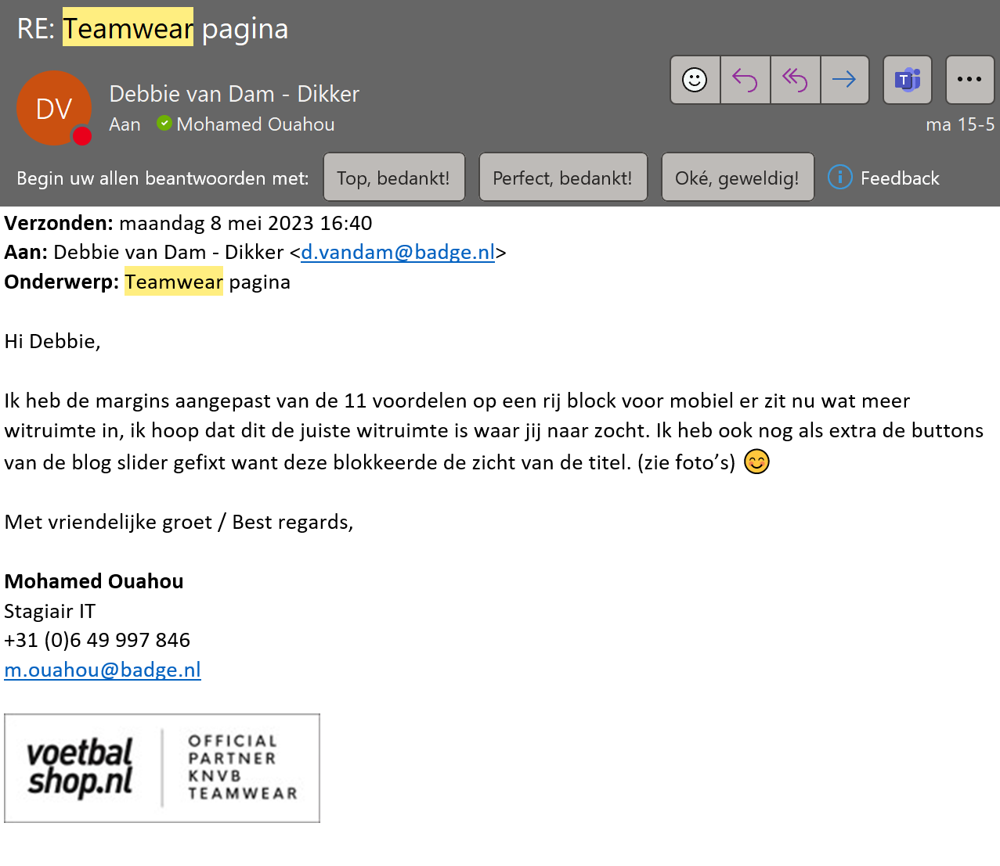 RE: Teamwear pagina
DV
Debbie van Dam - Dikker
Aan Mohamed Ouahou
T
ma 15-5
Begin uw allen beantwoorden met: Top, bedankt! Perfect, bedankt! Oké, geweldig! Feedback
Verzonden: maandag 8 mei 2023 16:40
Aan: Debbie van Dam - Dikker <d.vandam@badge.nl>
Onderwerp: Teamwear pagina
Hi Debbie,
Ik heb de margins aangepast van de 11 voordelen op een rij block voor mobiel er zit nu wat meer
witruimte in, ik hoop dat dit de juiste witruimte is waar jij naar zocht. Ik heb ook nog als extra de buttons
van de blog slider gefixt want deze blokkeerde de zicht van de titel. (zie foto’s) 😊
Met vriendelijke groet / Best regards,
Mohamed Ouahou
Stagiair IT
+31 (0)6 49 997 846
m.ouahou@badge.nl
voetbal
shop.nl
OFFICIAL
PARTNER
KNVB
TEAMWEAR